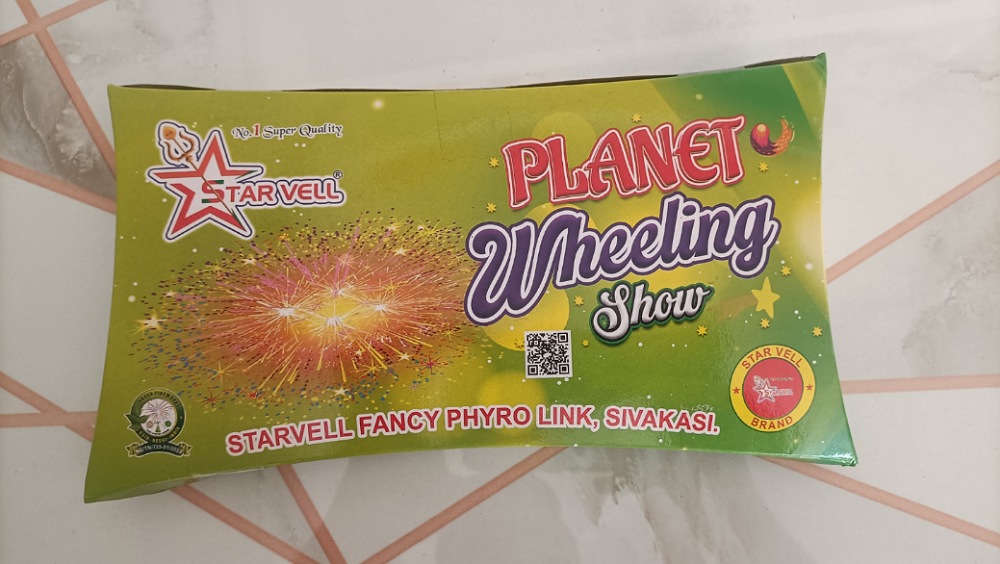 No.1 Super Quality
STAR VELL®
PLANET
Wheeling
Show
STAR VELL
BRAND
STARVELL FANCY PHYRO LINK, SIVAKASI.